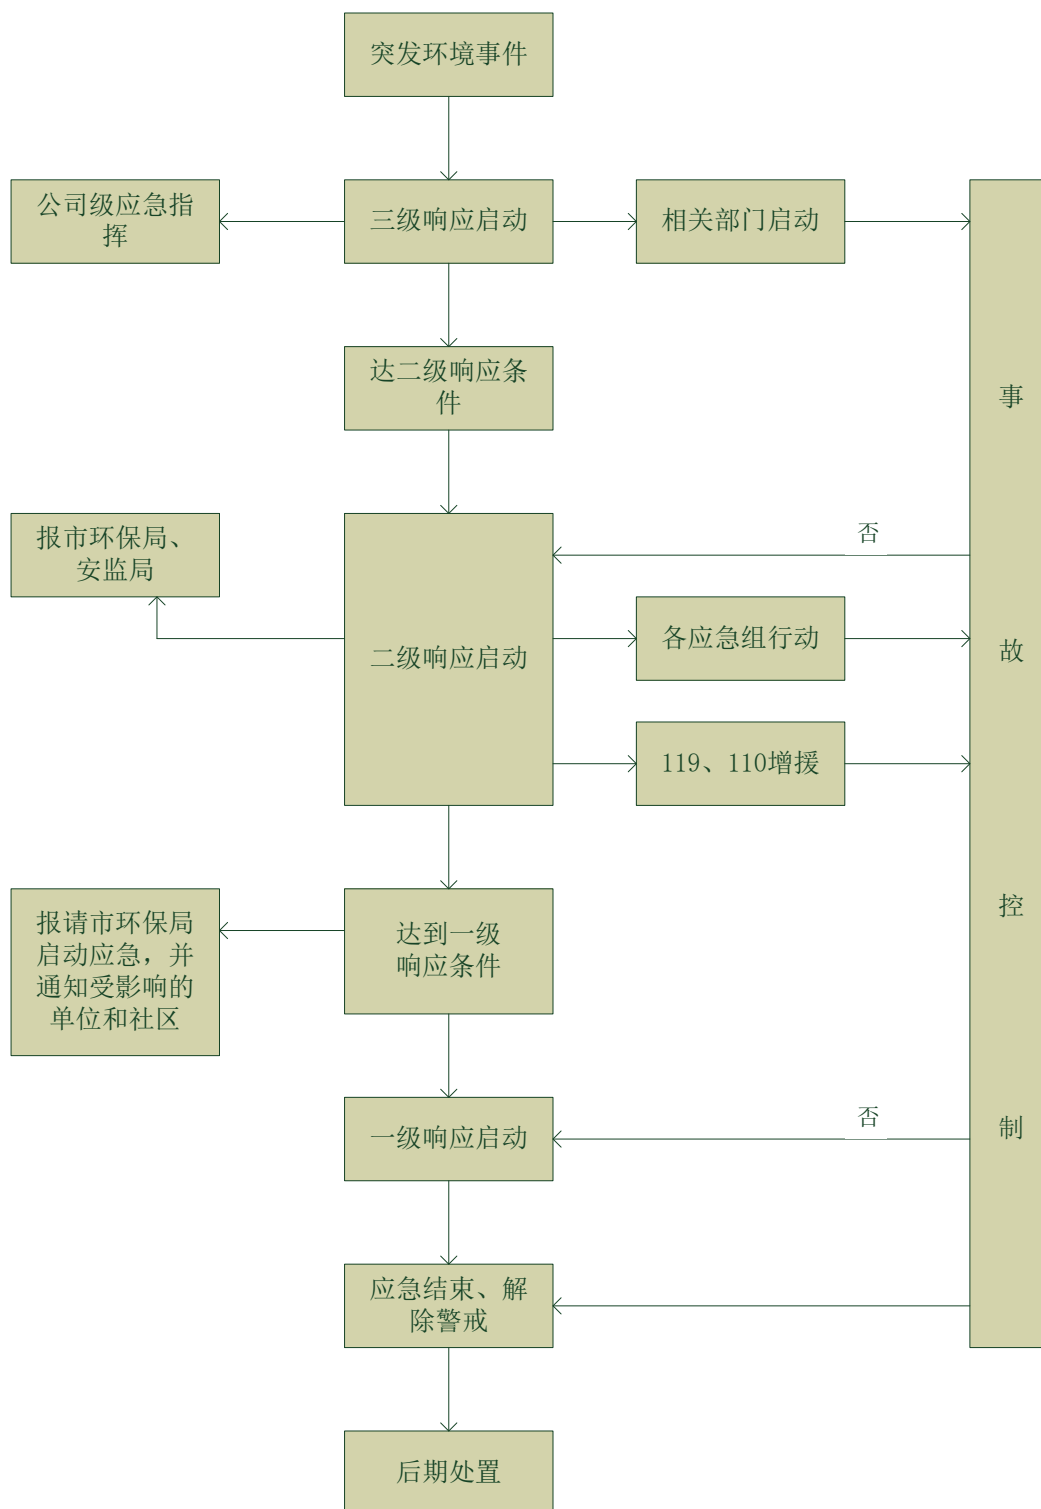 突发环境事件
公司级应急指
挥
三级响应启动
相关部门启动
达二级响应条
件
事
故
控
制
报市环保局、
安监局
否
二级响应启动
各应急组行动
119、110增援
报请市环保局
启动应急，并
通知受影响的
单位和社区
达到一级
响应条件
一级响应启动
否
应急结束、解
除警戒
后期处置